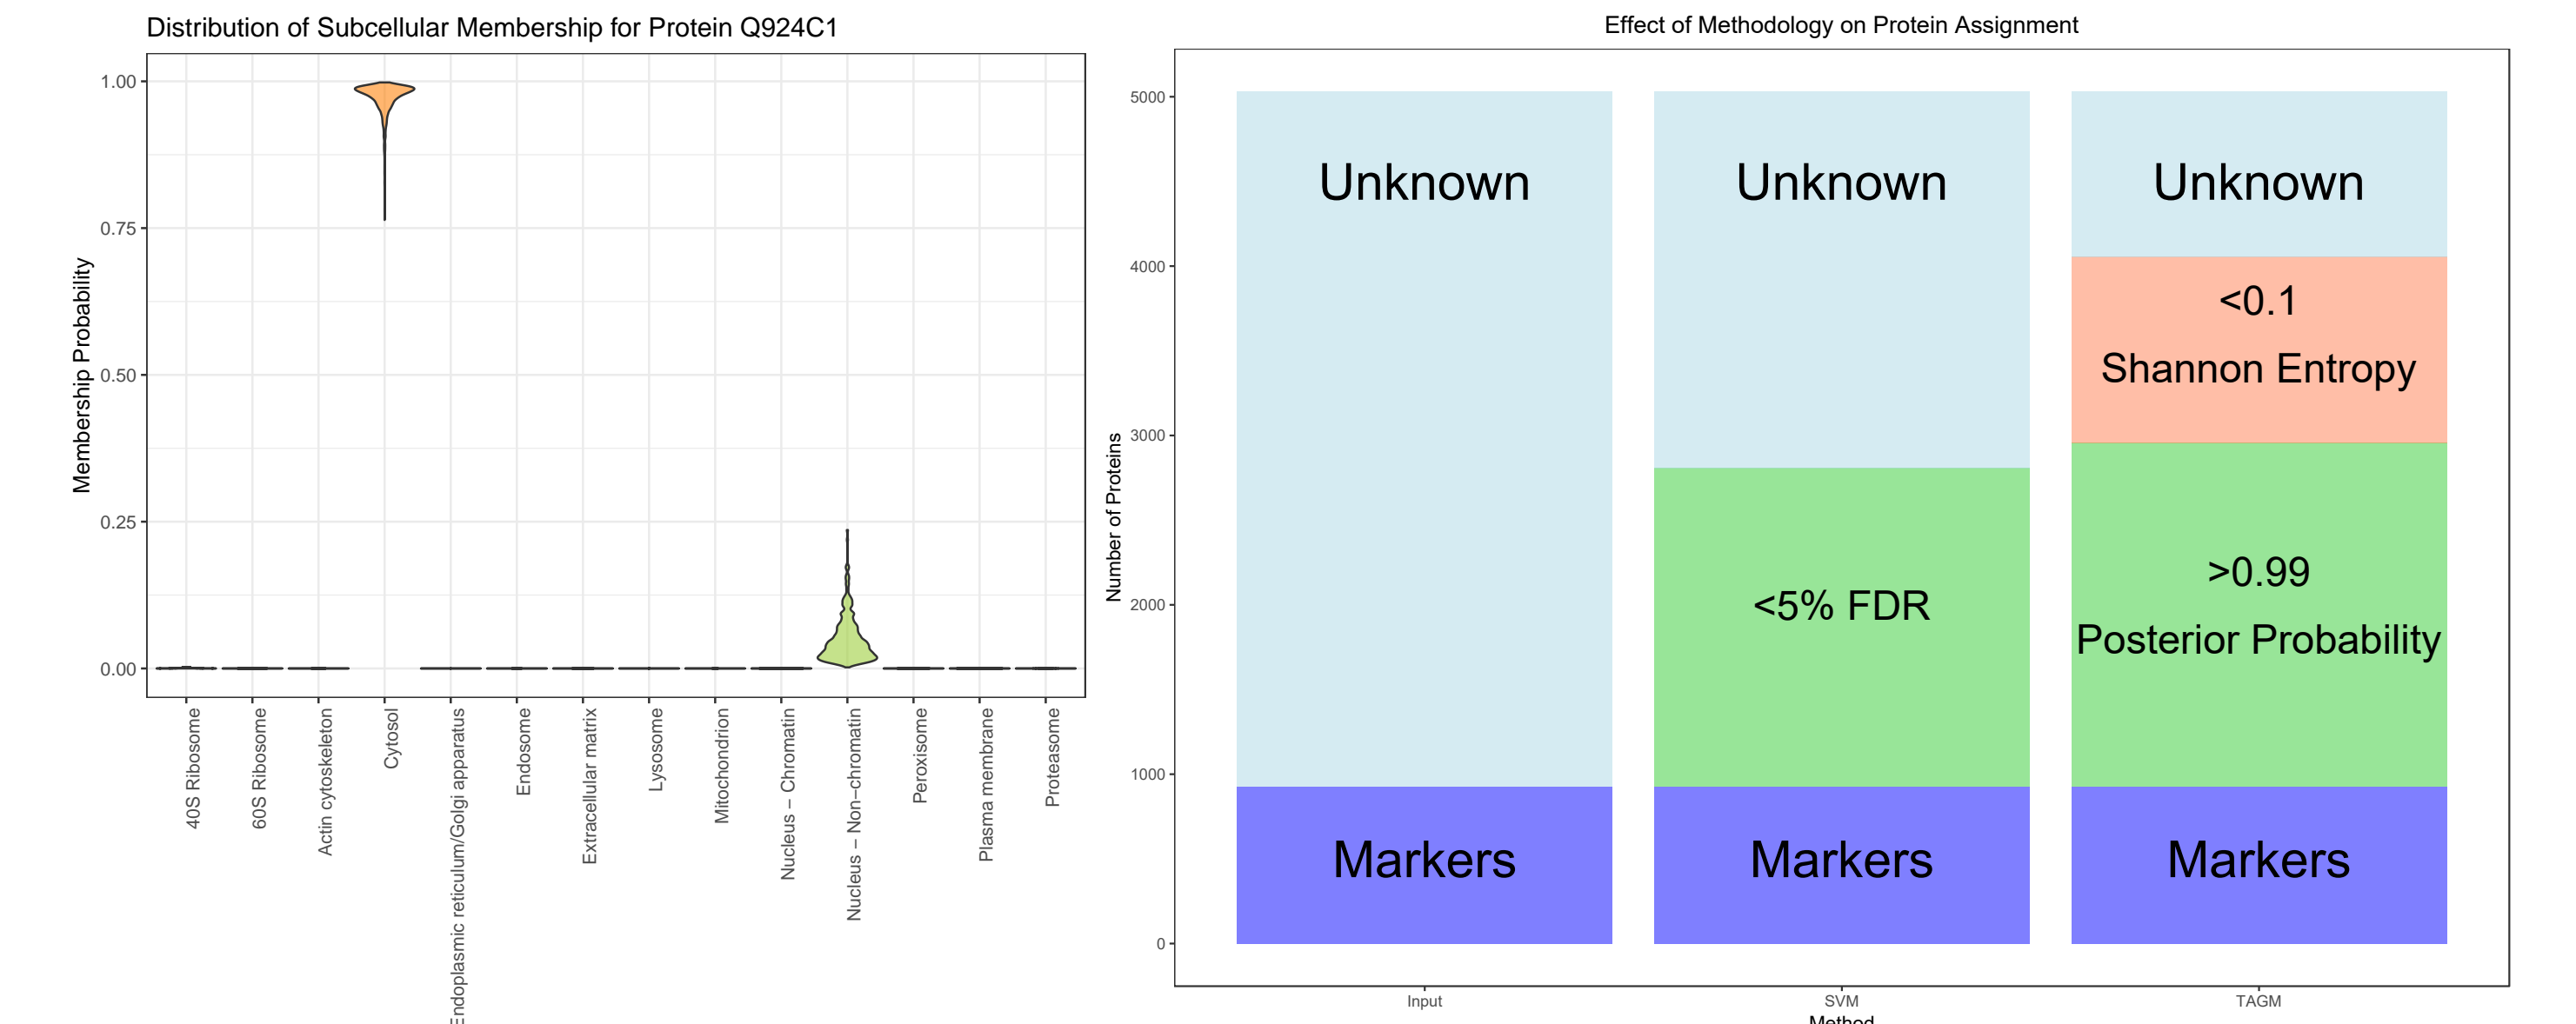 Distribution of Subcellular Membership for Protein Q924C1
Membership Probability
1.00
0.75
0.50
0.25
0.00
40S Ribosome
60S Ribosome
Actin cytoskeleton
Cytosol
Endoplasmic reticulum/Golgi apparatus
Endosome
Extracellular matrix
Lysosome
Mitochondrion
Nucleus − Chromatin
Nucleus − Non−chromatin
Peroxisome
Plasma membrane
Proteasome
Effect of Methodology on Protein Assignment
Number of Proteins
5000
4000
3000
2000
1000
0
Unknown
Markers
Unknown
<5% FDR
Markers
Unknown
<0.1
Shannon Entropy
>0.99
Posterior Probability
Markers
Input
SVM
TAGM
Method